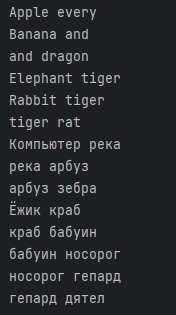 Apple every
Banana and
and dragon
Elephant tiger
Rabbit tiger
tiger rat
Компьютер река
река арбуз
арбуз зебра
Ёжик краб
краб бабуин
бабуин носорог
носорог гепард
гепард дятел